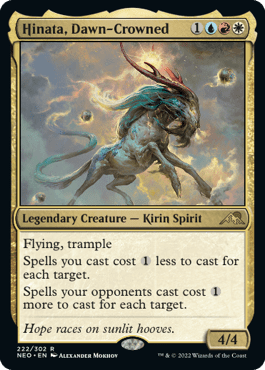 Hinata, Dawn-Crowned 1
Legendary Creature — Kirin Spirit
Flying, trample
Spells you cast cost 1 less to cast for
each target.
Spells your opponents cast cost 1
more to cast for each target.
Hope races on sunlit hooves.
4/4
222/302 R
NEO • EN ALEXANDER MOKHOV
™ & © 2022 Wizards of the Coast